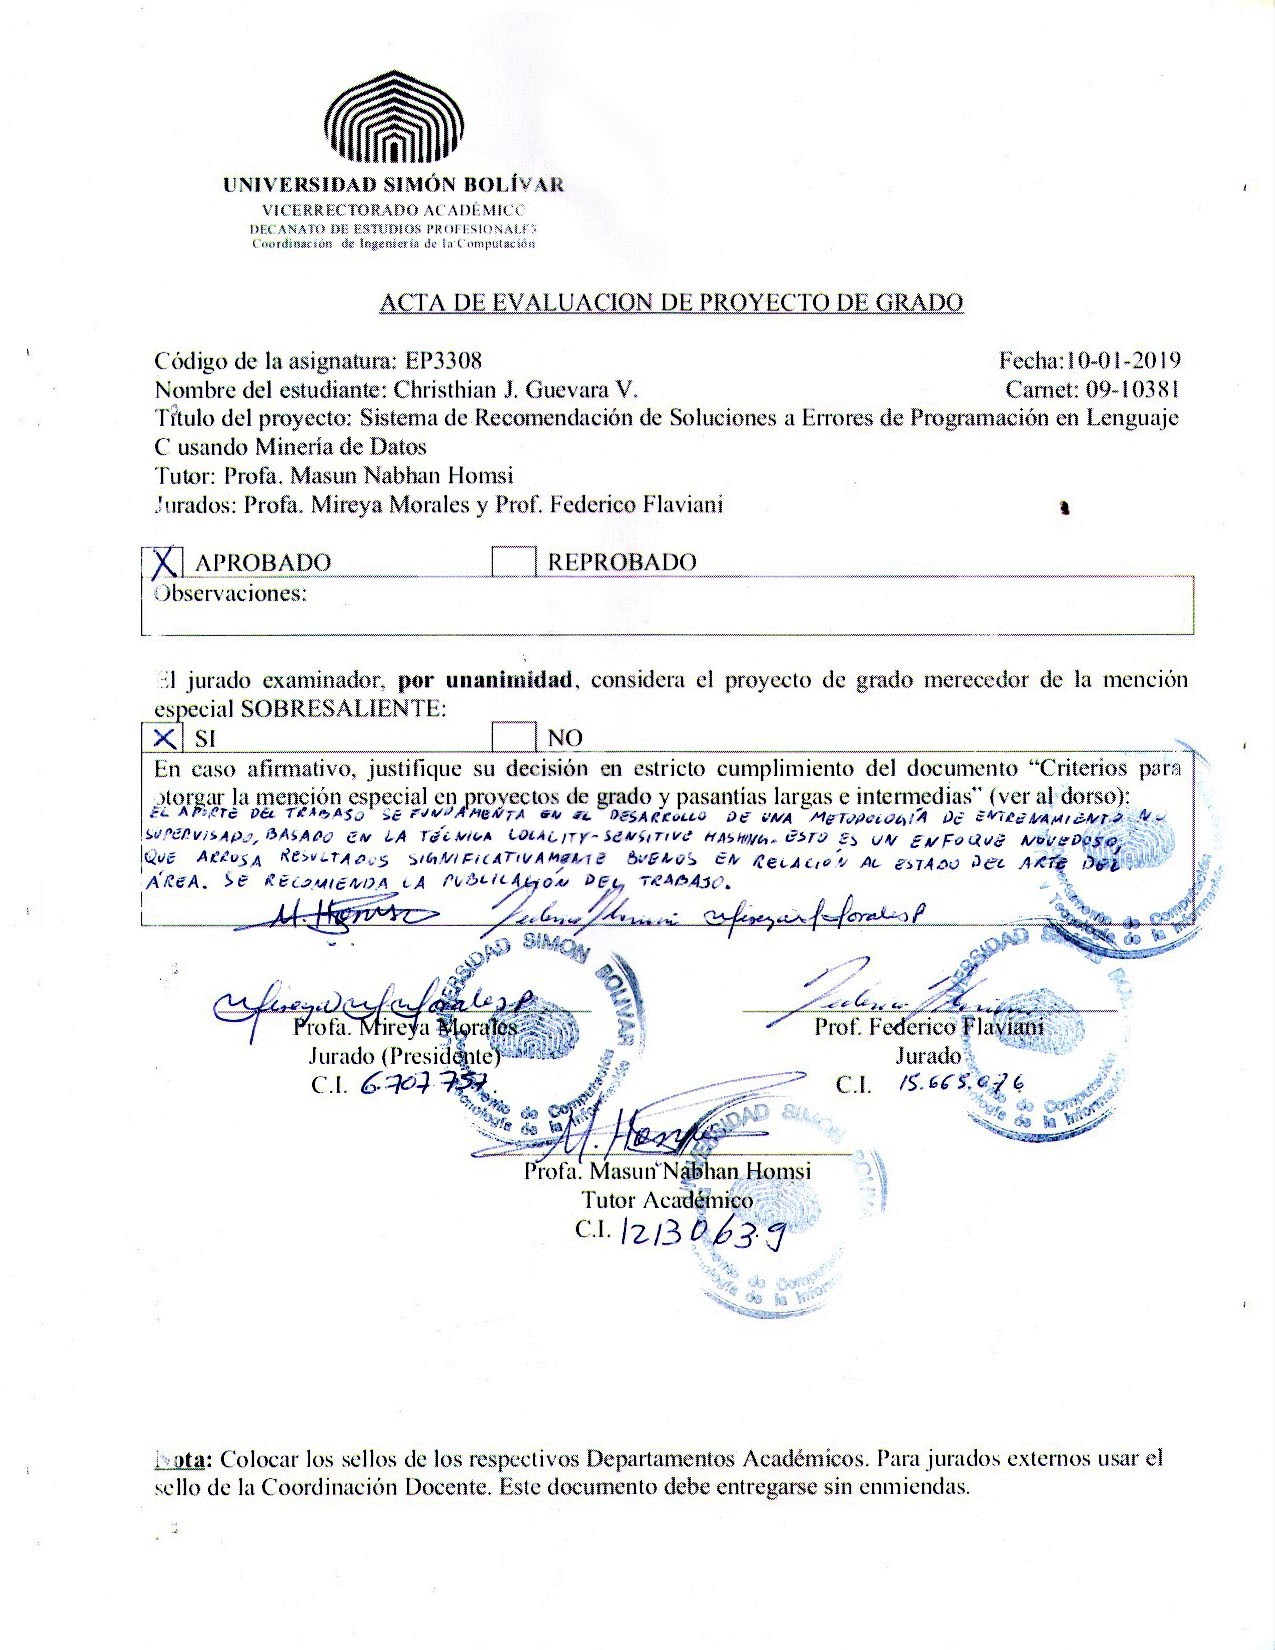 UNIVERSIDAD SIMÓN BOLÍVAR
VICERRECTORADO ACADÉMICO
DECANATO DE ESTUDIOS PROFESIONALES
Coordinación de Ingeniería de la Computación
ACTA DE EVALUACION DE PROYECTO DE GRADO
Código de la asignatura: EP3308 Fecha:10-01-2019
Nombre del estudiante: Christhian J. Guevara V. Carnet: 09-10381
Título del proyecto: Sistema de Recomendación de Soluciones a Errores de Programación en Lenguaje
C usando Minería de Datos
Tutor: Profa. Masun Nabhan Homsi
Jurados: Profa. Mireya Morales y Prof. Federico Flaviani
X APROBADO REPROBADO
Observaciones:
El jurado examinador, por unanimidad, considera el proyecto de grado merecedor de la mención
especial SOBRESALIENTE:
X SI NO
En caso afirmativo, justifique su decisión en estricto cumplimiento del documento “Criterios para
otorgar la mención especial en proyectos de grado y pasantías largas e intermedias” (ver al dorso):
EL APORTE DEL TRABAJO SE FUNDAMENTA EN EL DESARROLLO DE UNA METODOLOGÍA DE ENTRENAMIENTO NO
SUPERVISADO, BASADO EN LA TÉCNICA LOCALITY-SENSITIVE HASHING. ESTO ES UN ENFOQUE NOVEDOSO,
QUE ARROJA RESULTADOS SIGNIFICATIVAMENTE BUENOS EN RELACIÓN AL ESTADO DEL ARTE DEL
ÁREA. SE RECOMIENDA LA PUBLICACIÓN DEL TRABAJO.
M. Homsi Federico Flaviani Mireya Morales P
Mireya Morales P Federico Flaviani
Profa. Mireya Morales Prof. Federico Flaviani
Jurado (Presidente) Jurado
C.I. 6.707 757. C.I. 15.665.076
M. Homsi
Profa. Masun Nabhan Homsi
Tutor Académico
C.I. 12130639
UNIVERSIDAD SIMON BOLIVAR
Departamento de Computación
Tecnología de la Información
Nota: Colocar los sellos de los respectivos Departamentos Académicos. Para jurados externos usar el
sello de la Coordinación Docente. Este documento debe entregarse sin enmiendas.